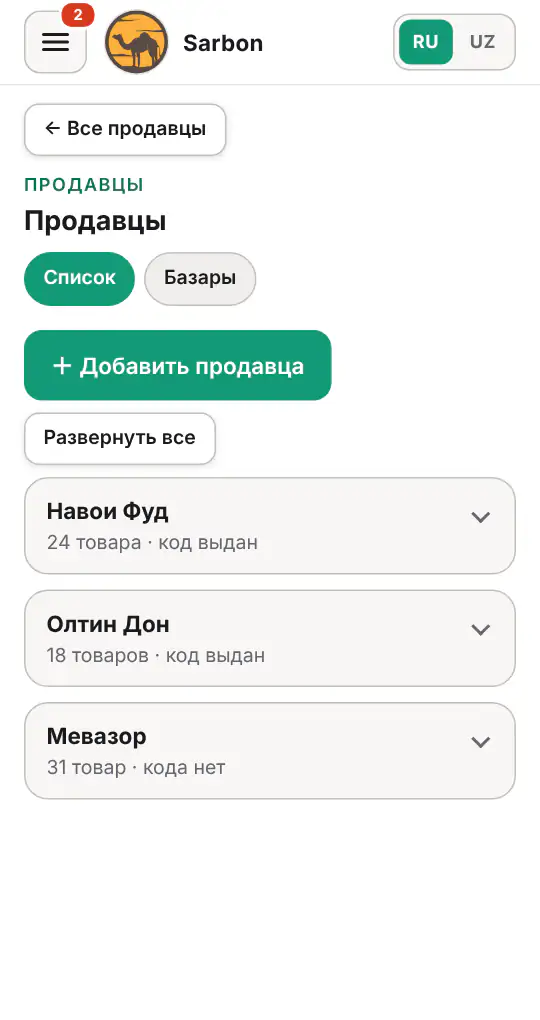 2
Sarbon
RU UZ
← Все продавцы
ПРОДАВЦЫ
Продавцы
Список Базары
+ Добавить продавца
Развернуть все
Навои Фуд
24 товара · код выдан
Олтин Дон
18 товаров · код выдан
Мевазор
31 товар · кода нет